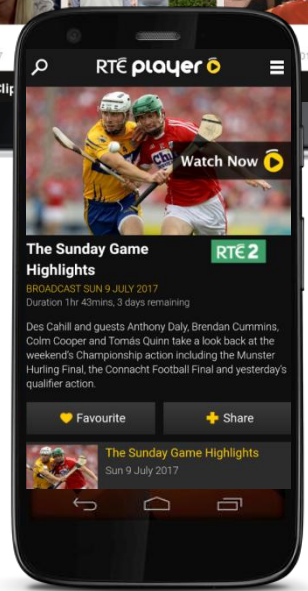 RTÉ player
Watch Now
The Sunday Game
Highlights
RTÉ 2
BROADCAST SUN 9 JULY 2017
Duration 1hr 43mins, 3 days remaining
Des Cahill and guests Anthony Daly, Brendan Cummins,
Colm Cooper and Tomás Quinn take a look back at the
weekend's Championship action including the Munster
Hurling Final, the Connacht Football Final and yesterday's
qualifier action.
Favourite
Share
The Sunday Game Highlights
Sun 9 July 2017